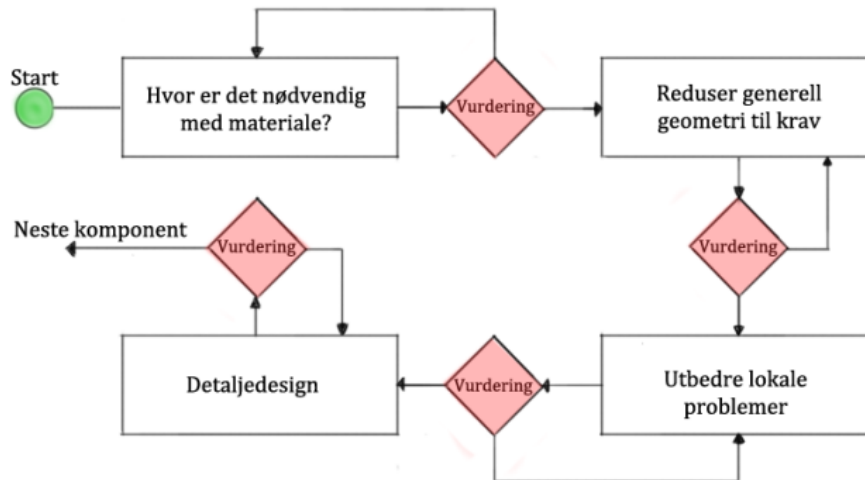 Start
Hvor er det nødvendig
med materiale?
Vurdering
Reduser generell
geometri til krav
Vurdering
Utbedre lokale
problemer
Vurdering
Detaljedesign
Vurdering
Neste komponent